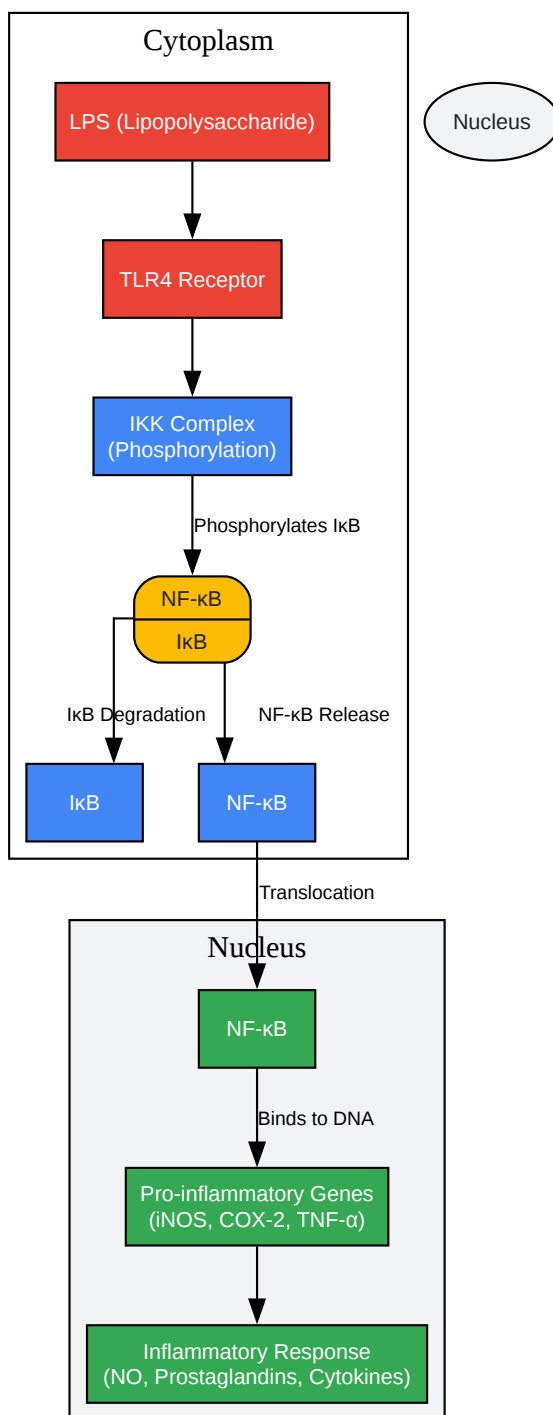 Cytoplasm
LPS (Lipopolysaccharide)
Nucleus
TLR4 Receptor
IKK Complex
(Phosphorylation)
Phosphorylates IκB
NF-κB
IκB
IκB Degradation
NF-κB Release
IκB
NF-κB
Translocation
Nucleus
NF-κB
Binds to DNA
Pro-inflammatory Genes
(iNOS, COX-2, TNF-α)
Inflammatory Response
(NO, Prostaglandins, Cytokines)